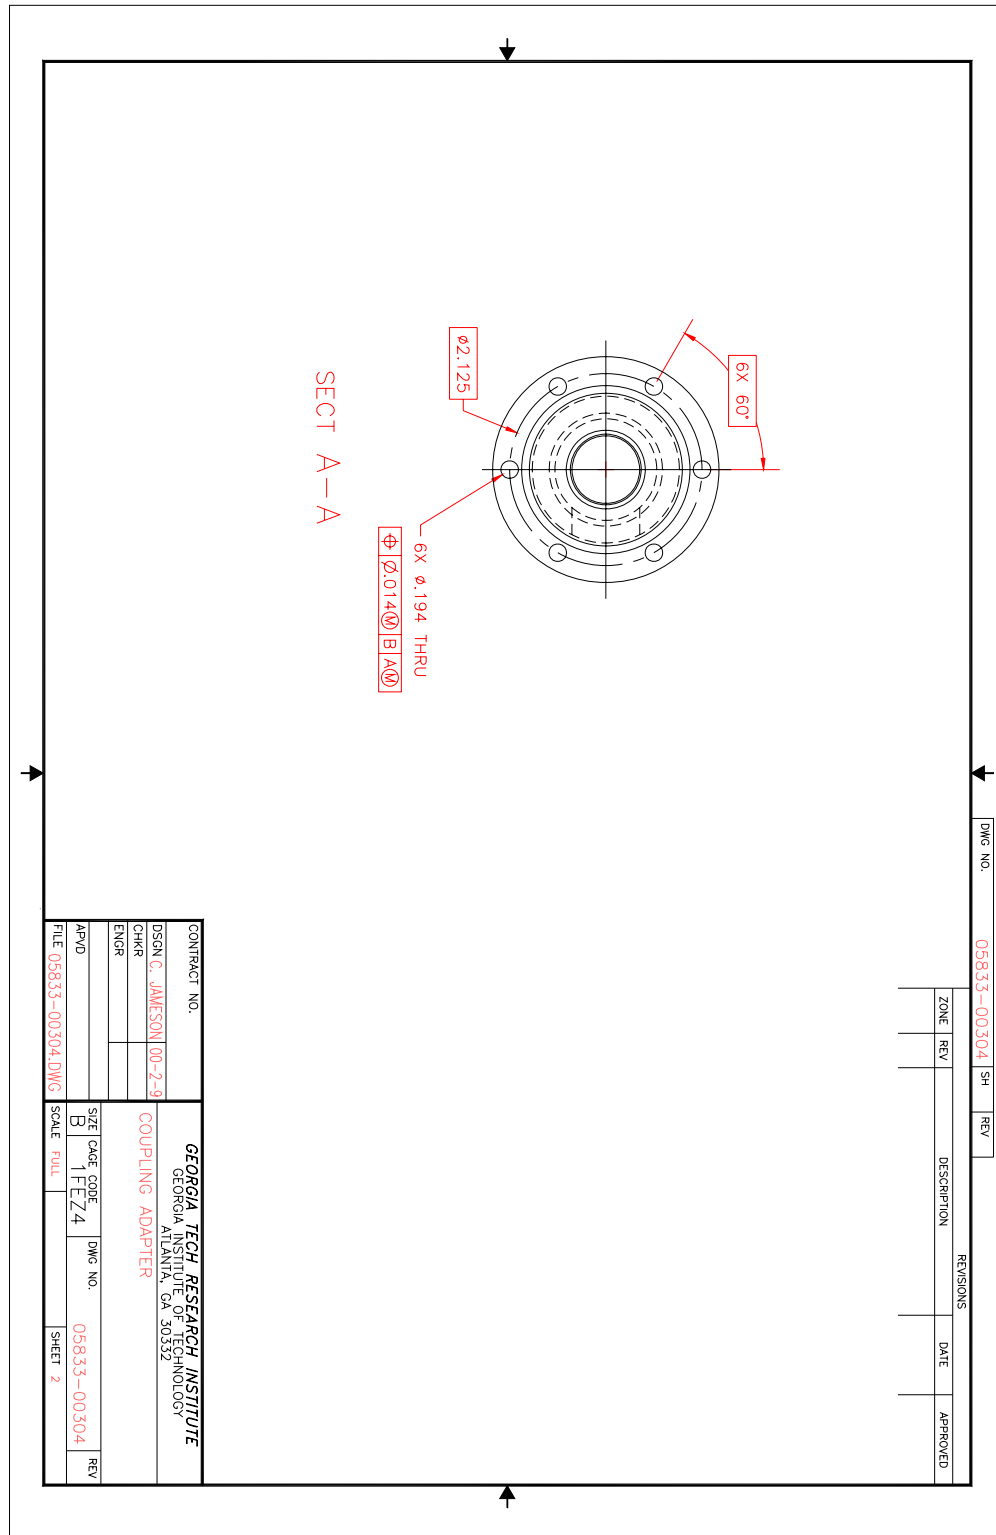 DWG NO. 05833-00304 SH REV
REVISIONS
ZONE REV DESCRIPTION DATE APPROVED
6X 60°
ø2.125
6X ø.194 THRU
⌖ Ø.014Ⓜ B AⓂ
SECT A-A
CONTRACT NO.
DSGN C. JAMESON 00-2-9
CHKR
ENGR
APVD
FILE 05833-00304.DWG
GEORGIA TECH RESEARCH INSTITUTE
GEORGIA INSTITUTE OF TECHNOLOGY
ATLANTA, GA 30332
COUPLING ADAPTER
SIZE B CAGE CODE 1FEZ4 DWG NO. 05833-00304 REV
SCALE FULL SHEET 2